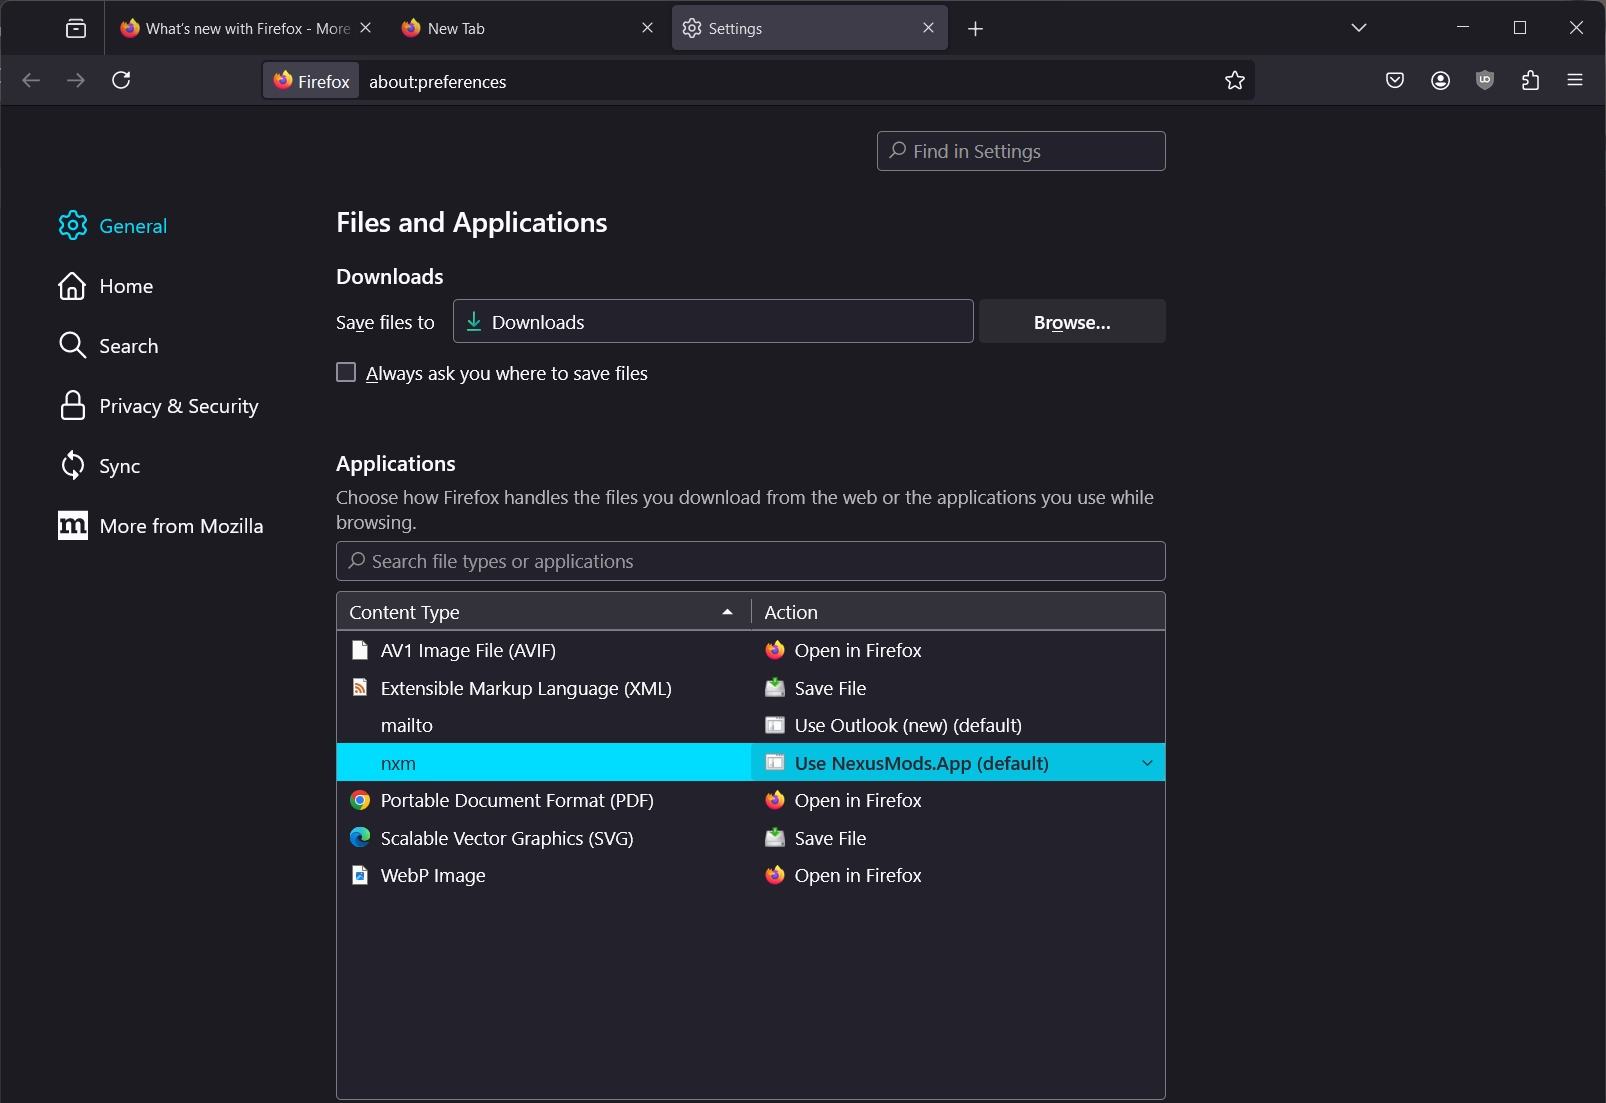 What's new with Firefox - More
New Tab
Settings
Firefox
about:preferences
Find in Settings
General
Home
Search
Privacy & Security
Sync
More from Mozilla
Files and Applications
Downloads
Save files to
Downloads
Browse...
Always ask you where to save files
Applications
Choose how Firefox handles the files you download from the web or the applications you use while
browsing.
Search file types or applications
Content Type
Action
AV1 Image File (AVIF)
Open in Firefox
Extensible Markup Language (XML)
Save File
mailto
Use Outlook (new) (default)
nxm
Use NexusMods.App (default)
Portable Document Format (PDF)
Open in Firefox
Scalable Vector Graphics (SVG)
Save File
WebP Image
Open in Firefox